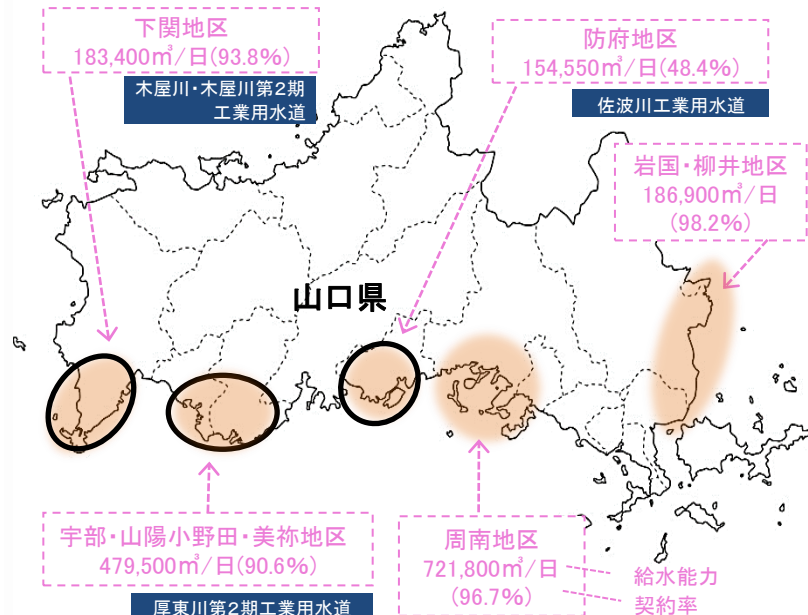 下関地区
183,400㎥/日(93.8%)
木屋川・木屋川第2期
工業用水道
防府地区
154,550㎥/日(48.4%)
佐波川工業用水道
岩国・柳井地区
186,900㎥/日
(98.2%)
山口県
宇部・山陽小野田・美祢地区
479,500㎥/日(90.6%)
厚東川第2期工業用水道
周南地区
721,800㎥/日
(96.7%)
給水能力
契約率